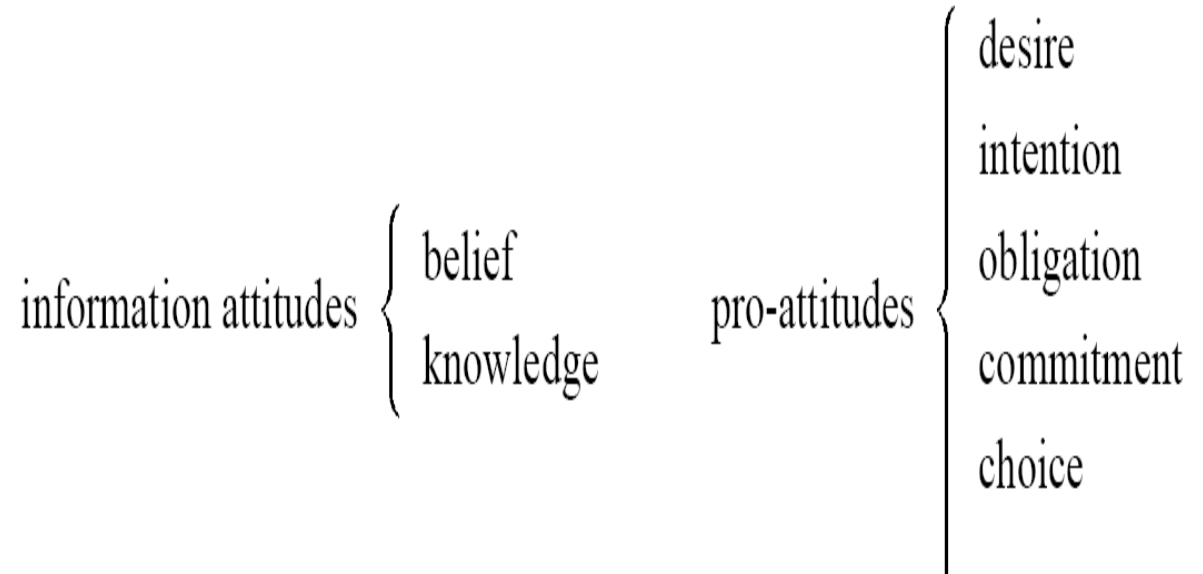 information attitudes
belief
knowledge
pro-attitudes
desire
intention
obligation
commitment
choice